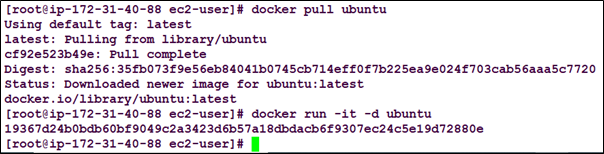 [root@ip-172-31-40-88 ec2-user]# docker pull ubuntu
Using default tag: latest
latest: Pulling from library/ubuntu
cf92e523b49e: Pull complete
Digest: sha256:35fb073f9e56eb84041b0745cb714eff0f7b225ea9e024f703cab56aaa5c7720
Status: Downloaded newer image for ubuntu:latest
docker.io/library/ubuntu:latest
[root@ip-172-31-40-88 ec2-user]# docker run -it -d ubuntu
19367d24b0bdb60bf9049c2a3423d6b57a18dbdacb6f9307ec24c5e19d72880e
[root@ip-172-31-40-88 ec2-user]#